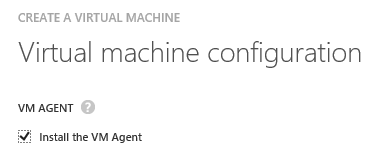 CREATE A VIRTUAL MACHINE
Virtual machine configuration
VM AGENT ?
Install the VM Agent